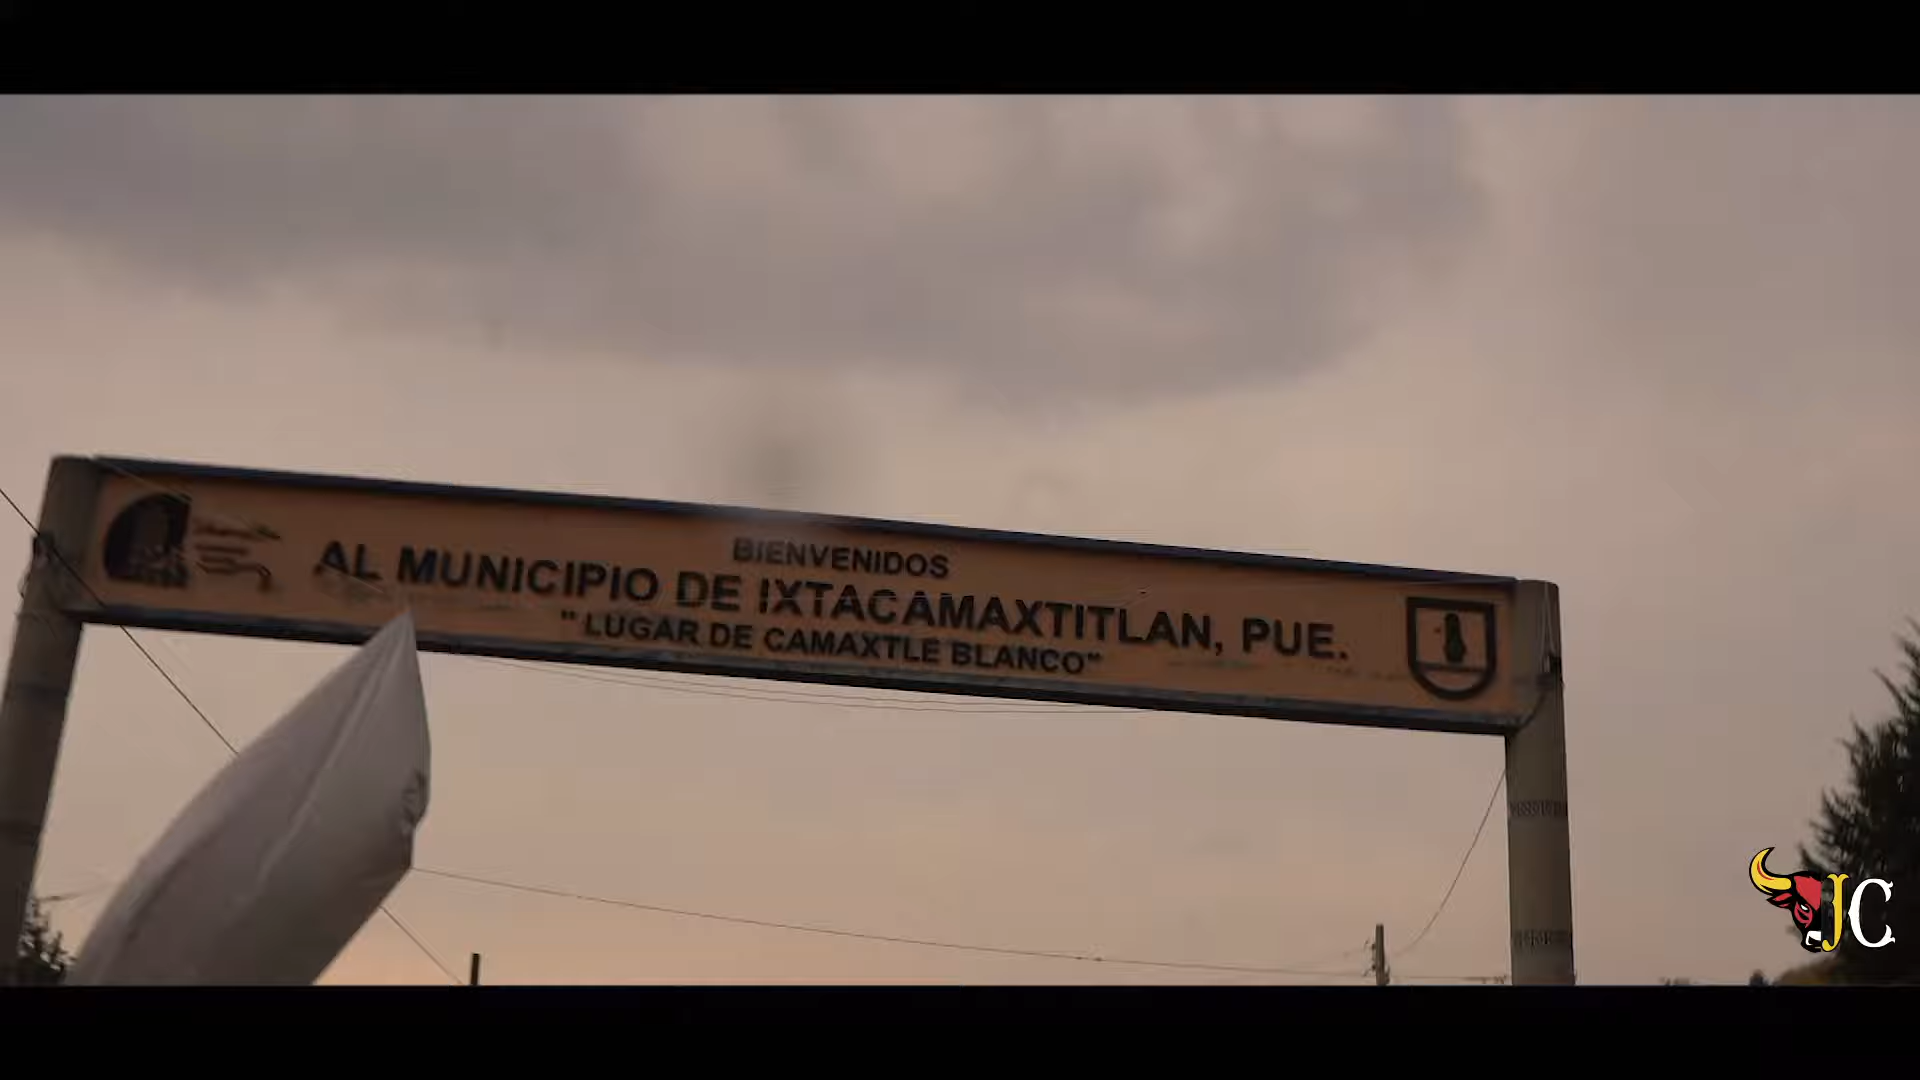 BIENVENIDOS
AL MUNICIPIO DE IXTACAMAXTITLAN, PUE.
" LUGAR DE CAMAXTLE BLANCO"
JC